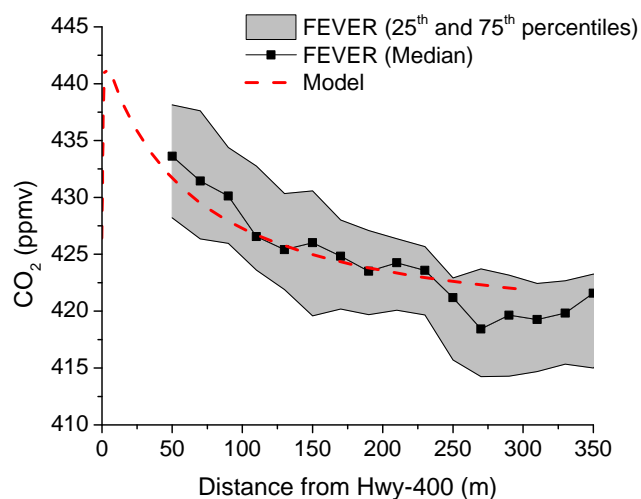 FEVER (25th and 75th percentiles)
FEVER (Median)
Model
445
440
435
430
425
420
415
410
CO2 (ppmv)
0 50 100 150 200 250 300 350
Distance from Hwy-400 (m)